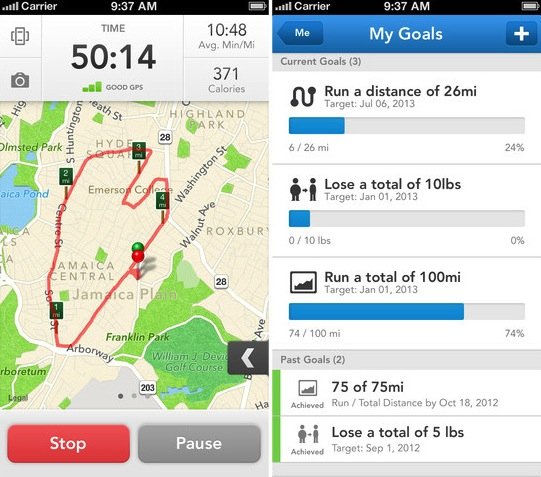 Carrier 9:37 AM
TIME
50:14
GOOD GPS
10:48
Avg. Min/Mi
371
Calories
HIGHLAND
PARK
HYDE
SQUARE
Olmsted Park
S Huntington
28
3
mi
2
mi
Emerson College
4
mi
Washington St
Walnut Ave
Jamaica Pond
Centre St
ROXBURY
JAMAICA
CENTRAL
Jamaica Plain
1
mi
28
Franklin Park
Arborway
William J. Devine
Golf Course
Arboretum
203
Legal
Stop
Pause
Carrier 9:37 AM
Me
My Goals
+
Current Goals (3)
Run a distance of 26mi
Target: Jul 06, 2013
6 / 26 mi 24%
Lose a total of 10lbs
Target: Jan 01, 2013
0 / 10 lbs 0%
Run a total of 100mi
Target: Jan 01, 2013
74 / 100 mi 74%
Past Goals (2)
75 of 75mi
Achieved Run / Total Distance by Oct 18, 2012
Lose a total of 5 lbs
Achieved Target: Sep 1, 2012